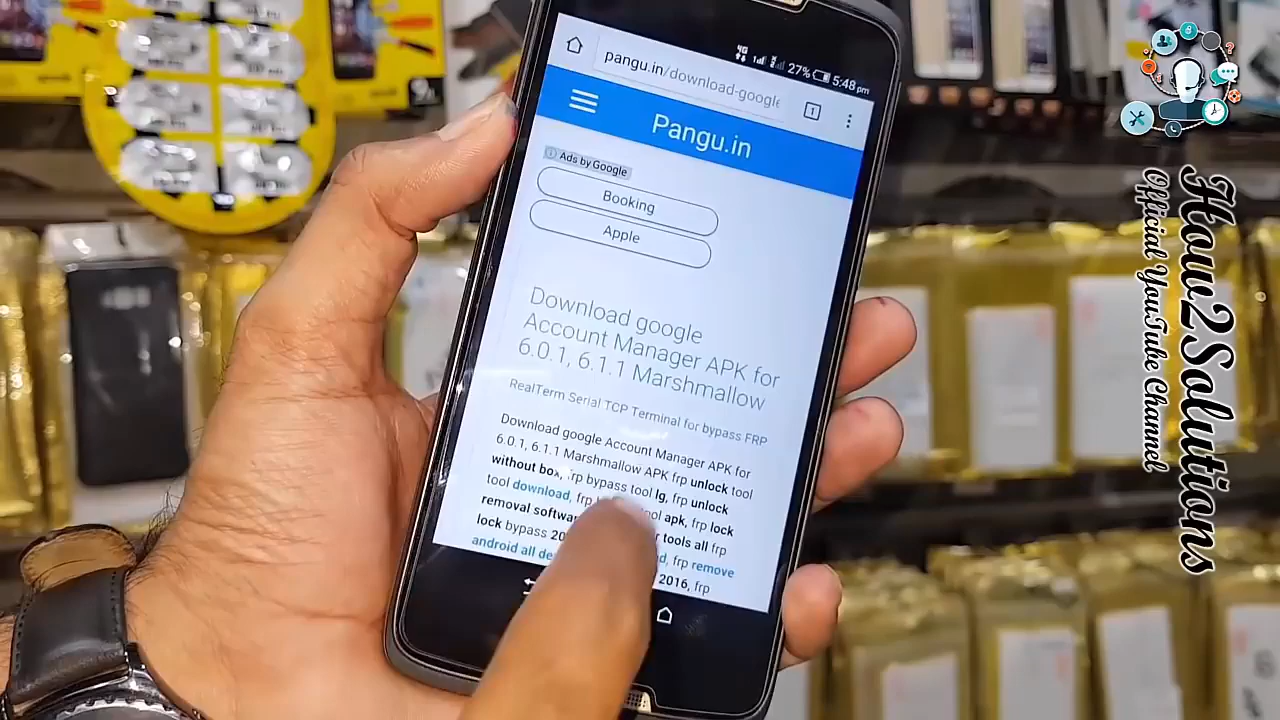 4G
27% 5:48 pm
pangu.in/download-google
1
Pangu.in
Ads by Google
Booking
Apple
Download google
Account Manager APK for
6.0.1, 6.1.1 Marshmallow
RealTerm Serial TCP Terminal for bypass FRP
Download google Account Manager APK for
6.0.1, 6.1.1 Marshmallow APK frp unlock tool
without box, frp bypass tool lg, frp unlock
tool download, frp tool apk, frp lock
removal software tools all frp
lock bypass
android all frp remove
2016, frp
How2Solutions
Official YouTube Channel